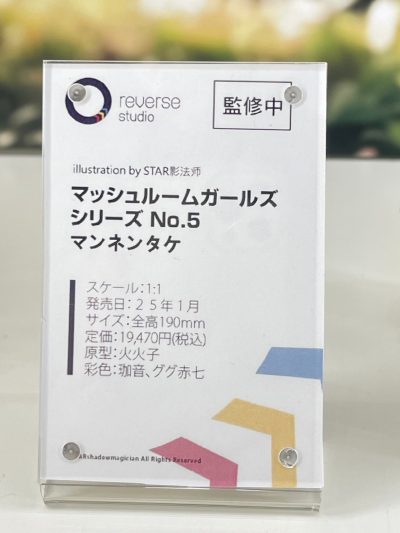 reverse
studio
監修中
illustration by STAR影法师
マッシュルームガールズ
シリーズ No.5
マンネンタケ
スケール:1:1
発売日:25年1月
サイズ:全高190mm
定価:19,470円(税込)
原型:火火子
彩色:珈音、グググ赤七
ARshadowmagician All Rights Reserved